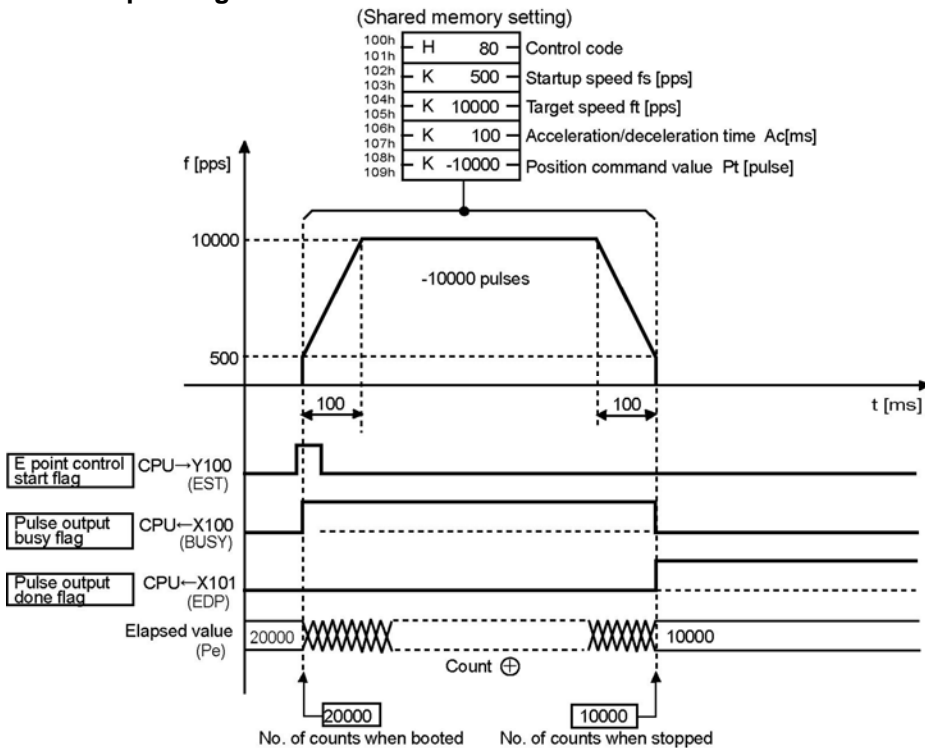 (Shared memory setting)
100h
101h
H 80 Control code
102h
103h
K 500 Startup speed fs [pps]
104h
105h
K 10000 Target speed ft [pps]
106h
107h
K 100 Acceleration/deceleration time Ac[ms]
108h
109h
K -10000 Position command value Pt [pulse]
f [pps]
10000
-10000 pulses
500
100 100 t [ms]
E point control
start flag
CPU→Y100
(EST)
Pulse output
busy flag
CPU←X100
(BUSY)
Pulse output
done flag
CPU←X101
(EDP)
Elapsed value
(Pe)
20000 10000
Count ⊕
20000 10000
No. of counts when booted No. of counts when stopped